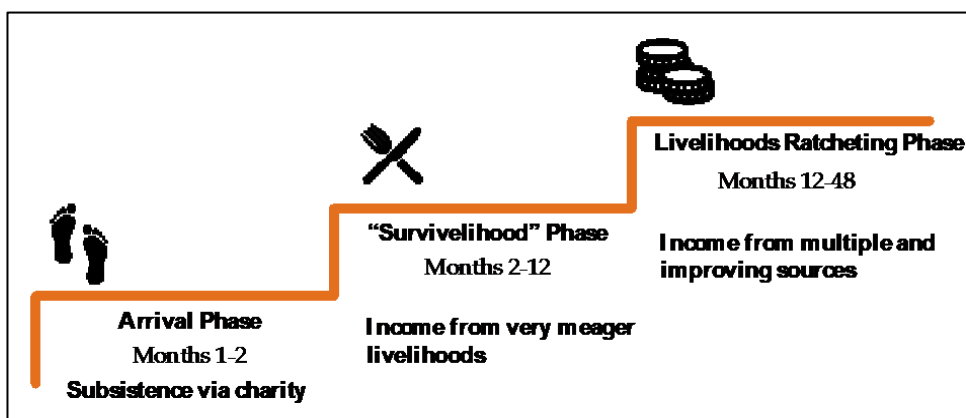 Arrival Phase
Months 1-2
Subsistence via charity
“Survivelihood” Phase
Months 2-12
Income from very meager
livelihoods
Livelihoods Ratcheting Phase
Months 12-48
Income from multiple and
improving sources